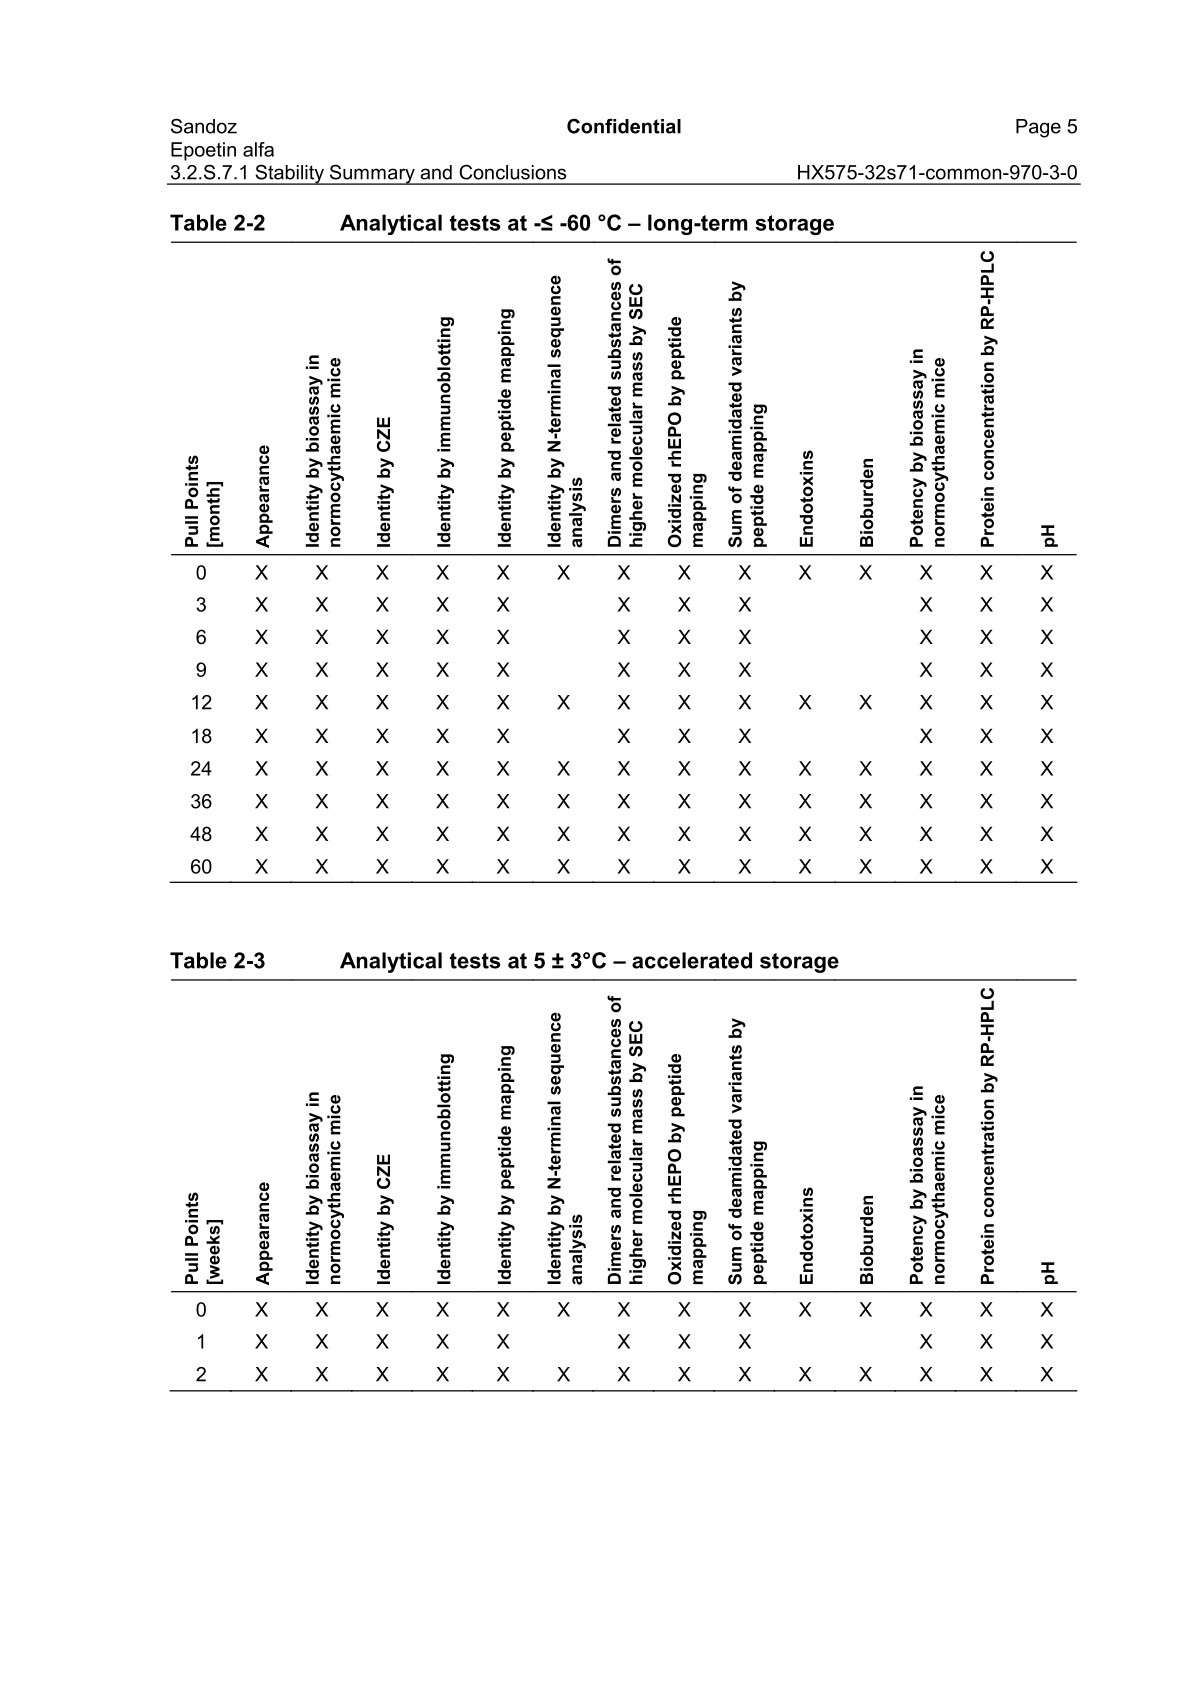 Sandoz Confidential Page 5
Epoetin alfa
3.2.S.7.1 Stability Summary and Conclusions HX575-32s71-common-970-3-0
Table 2-2 Analytical tests at -≤ -60 °C – long-term storage
Pull Points
[month]
Appearance
Identity by bioassay in
normocythaemic mice
Identity by CZE
Identity by immunoblotting
Identity by peptide mapping
Identity by N-terminal sequence
analysis
Dimers and related substances of
higher molecular mass by SEC
Oxidized rhEPO by peptide
mapping
Sum of deamidated variants by
peptide mapping
Endotoxins
Bioburden
Potency by bioassay in
normocythaemic mice
Protein concentration by RP-HPLC
pH
0 X X X X X X X X X X X X X X
3 X X X X X X X X X X X
6 X X X X X X X X X X X
9 X X X X X X X X X X X
12 X X X X X X X X X X X X X X
18 X X X X X X X X X X X
24 X X X X X X X X X X X X X X
36 X X X X X X X X X X X X X X
48 X X X X X X X X X X X X X X
60 X X X X X X X X X X X X X X
Table 2-3 Analytical tests at 5 ± 3°C – accelerated storage
Pull Points
[weeks]
Appearance
Identity by bioassay in
normocythaemic mice
Identity by CZE
Identity by immunoblotting
Identity by peptide mapping
Identity by N-terminal sequence
analysis
Dimers and related substances of
higher molecular mass by SEC
Oxidized rhEPO by peptide
mapping
Sum of deamidated variants by
peptide mapping
Endotoxins
Bioburden
Potency by bioassay in
normocythaemic mice
Protein concentration by RP-HPLC
pH
0 X X X X X X X X X X X X X X
1 X X X X X X X X X X X
2 X X X X X X X X X X X X X X